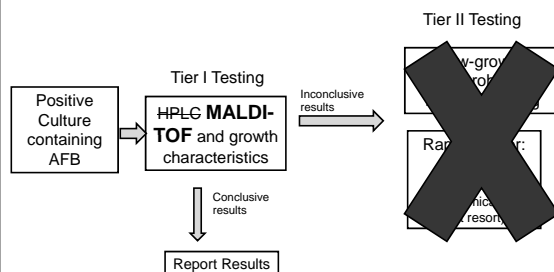 Tier II Testing
Tier I Testing
Positive
Culture
containing
AFB
HPLC MALDI-
TOF and growth
characteristics
Inconclusive
results
Conclusive
results
Report Results
resort